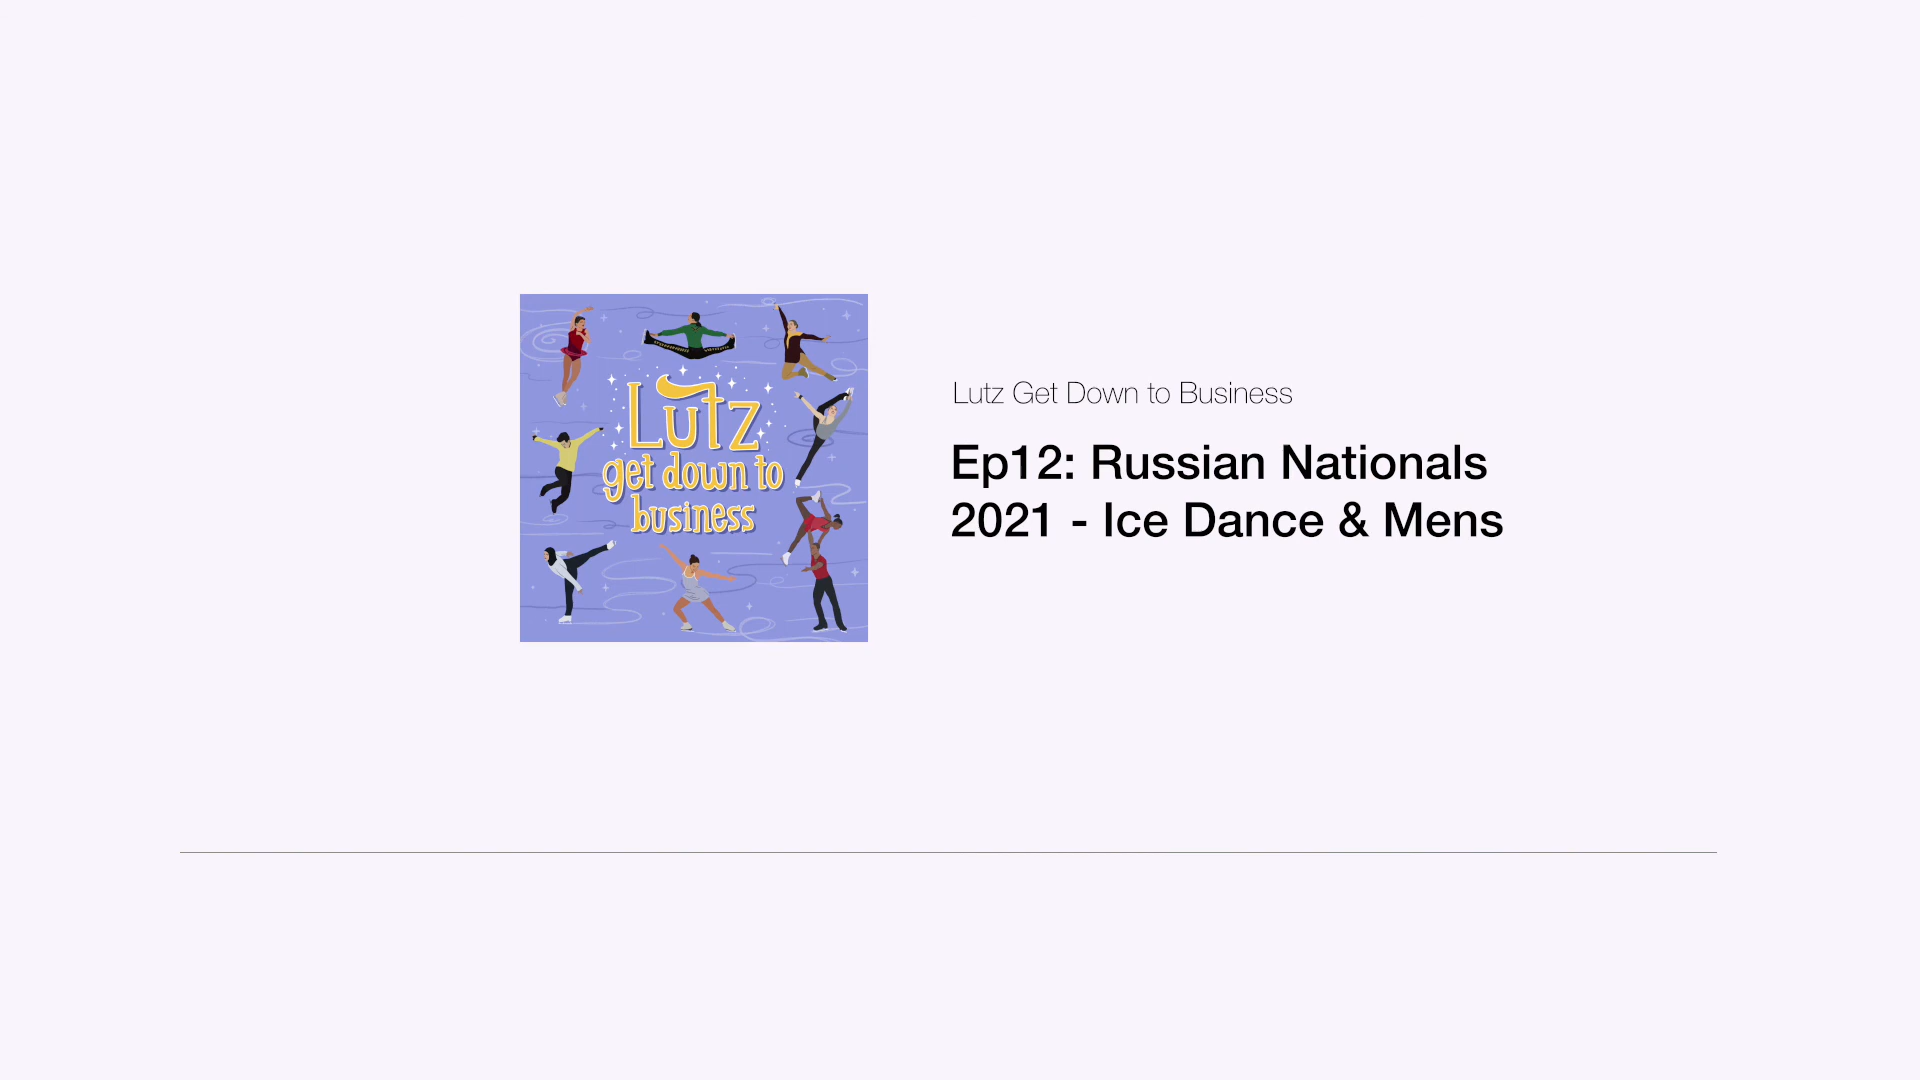 Lutz
get down to
business
Lutz Get Down to Business
Ep12: Russian Nationals
2021 - Ice Dance & Mens